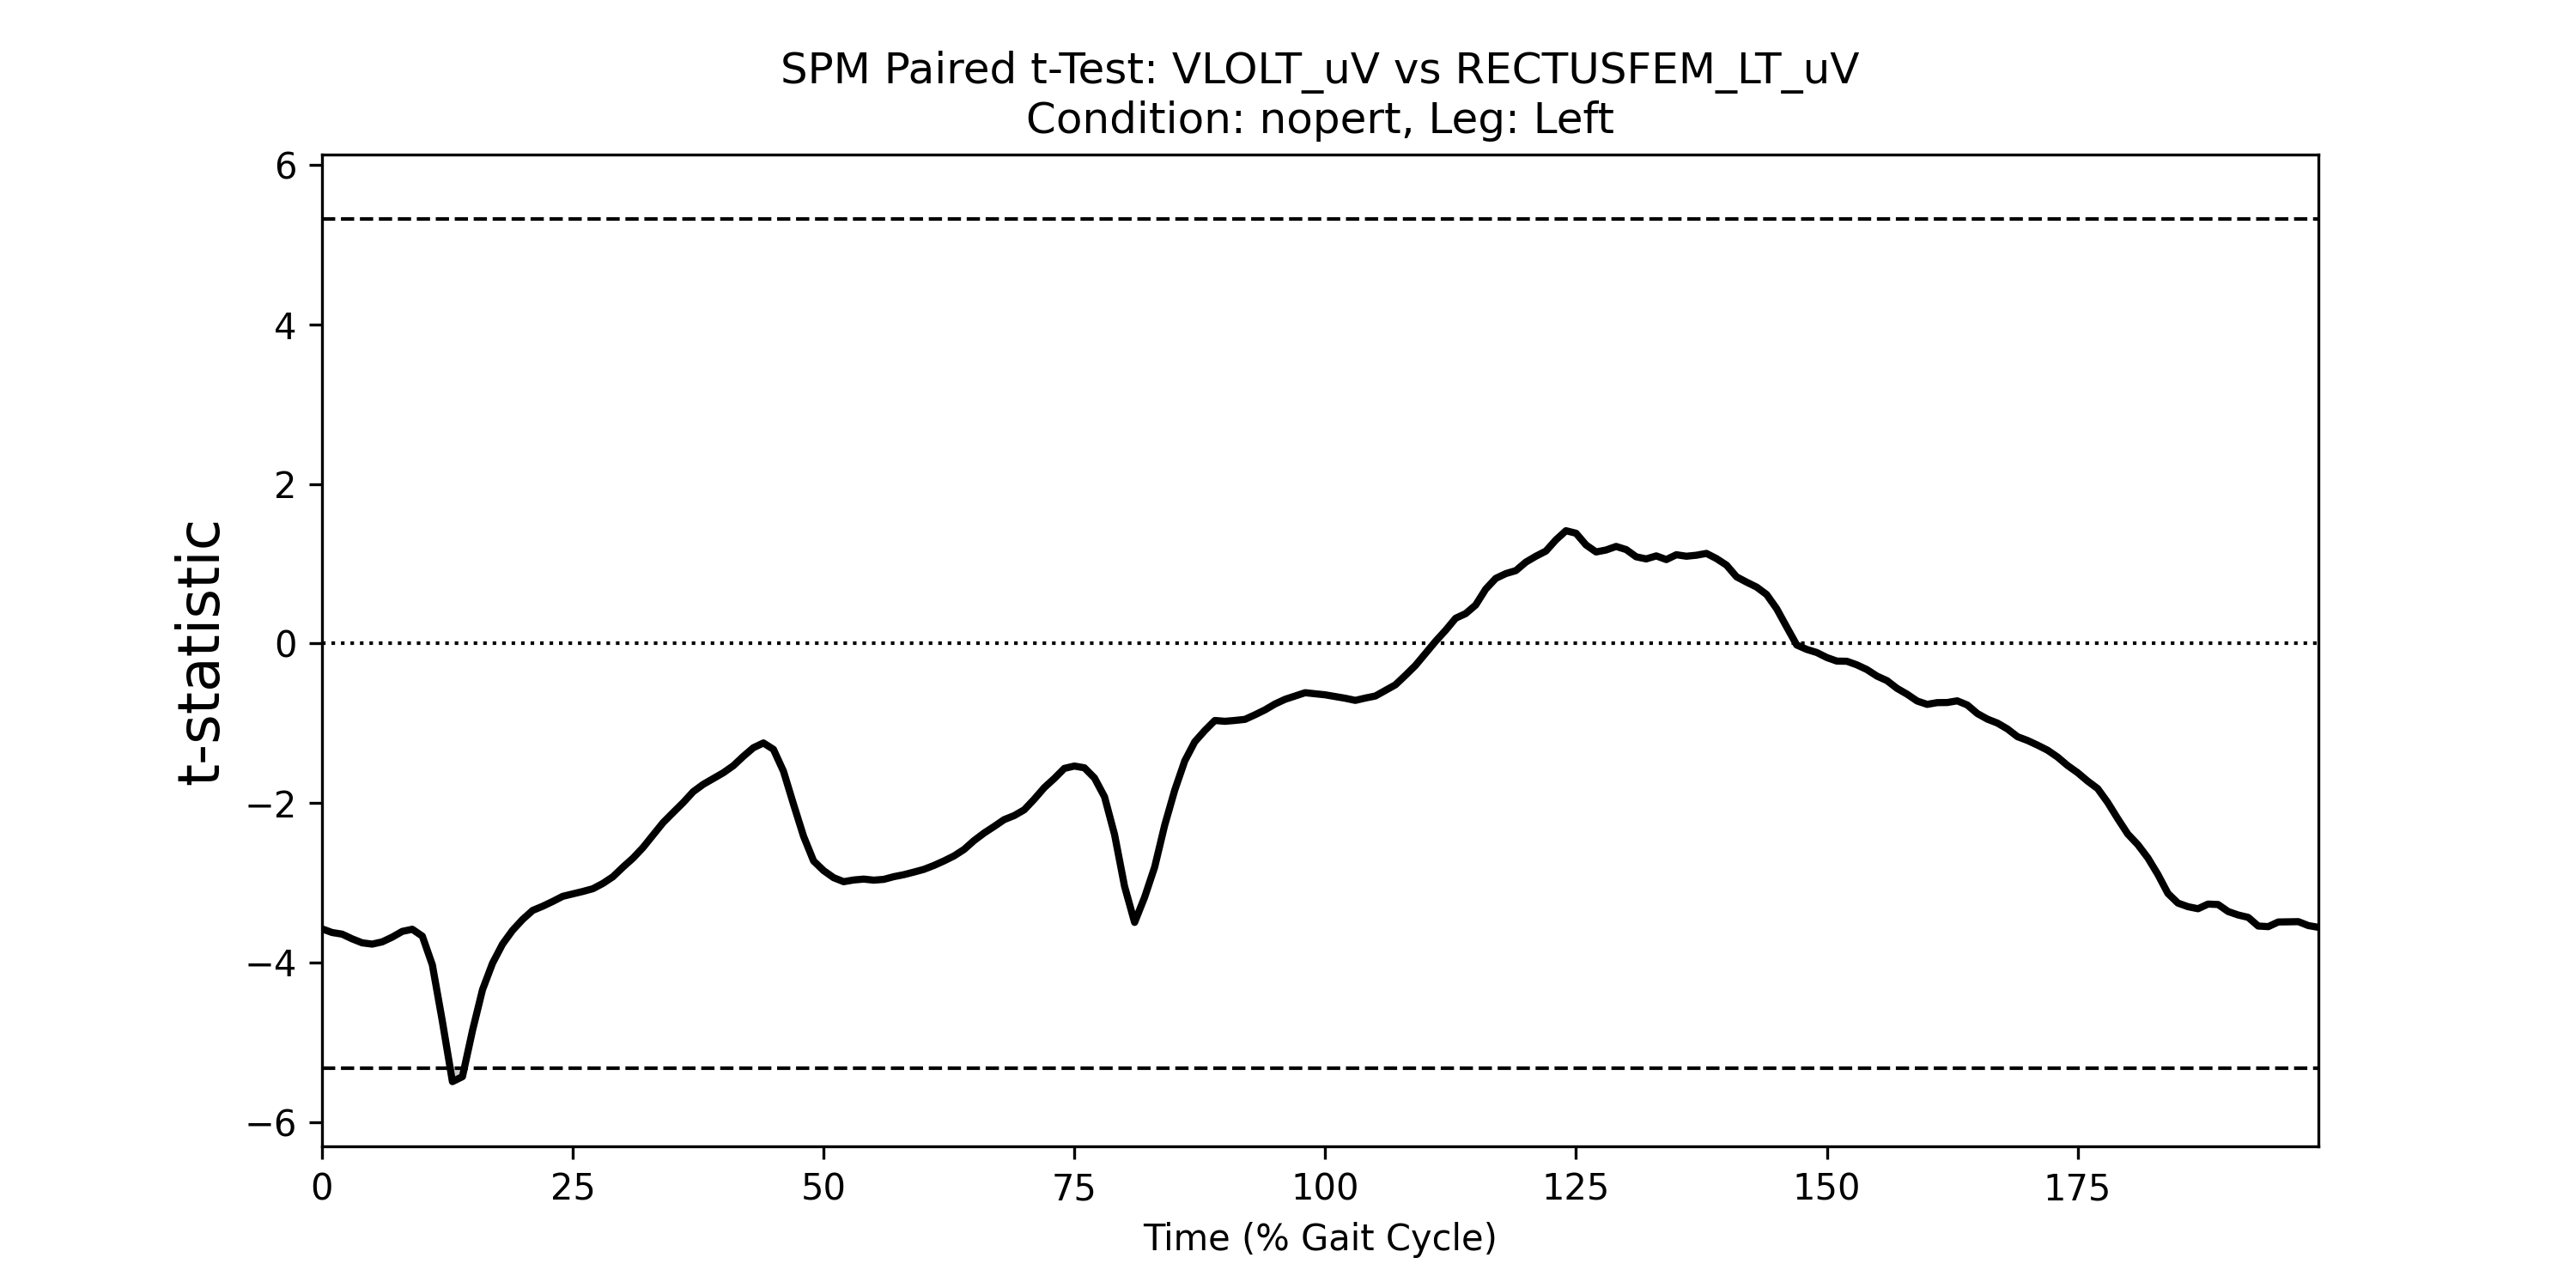 SPM Paired t-Test: VLOLT_uV vs RECTUSFEM_LT_uV
Condition: nopert, Leg: Left
t-statistic
6
4
2
0
−2
−4
−6
0 25 50 75 100 125 150 175
Time (% Gait Cycle)